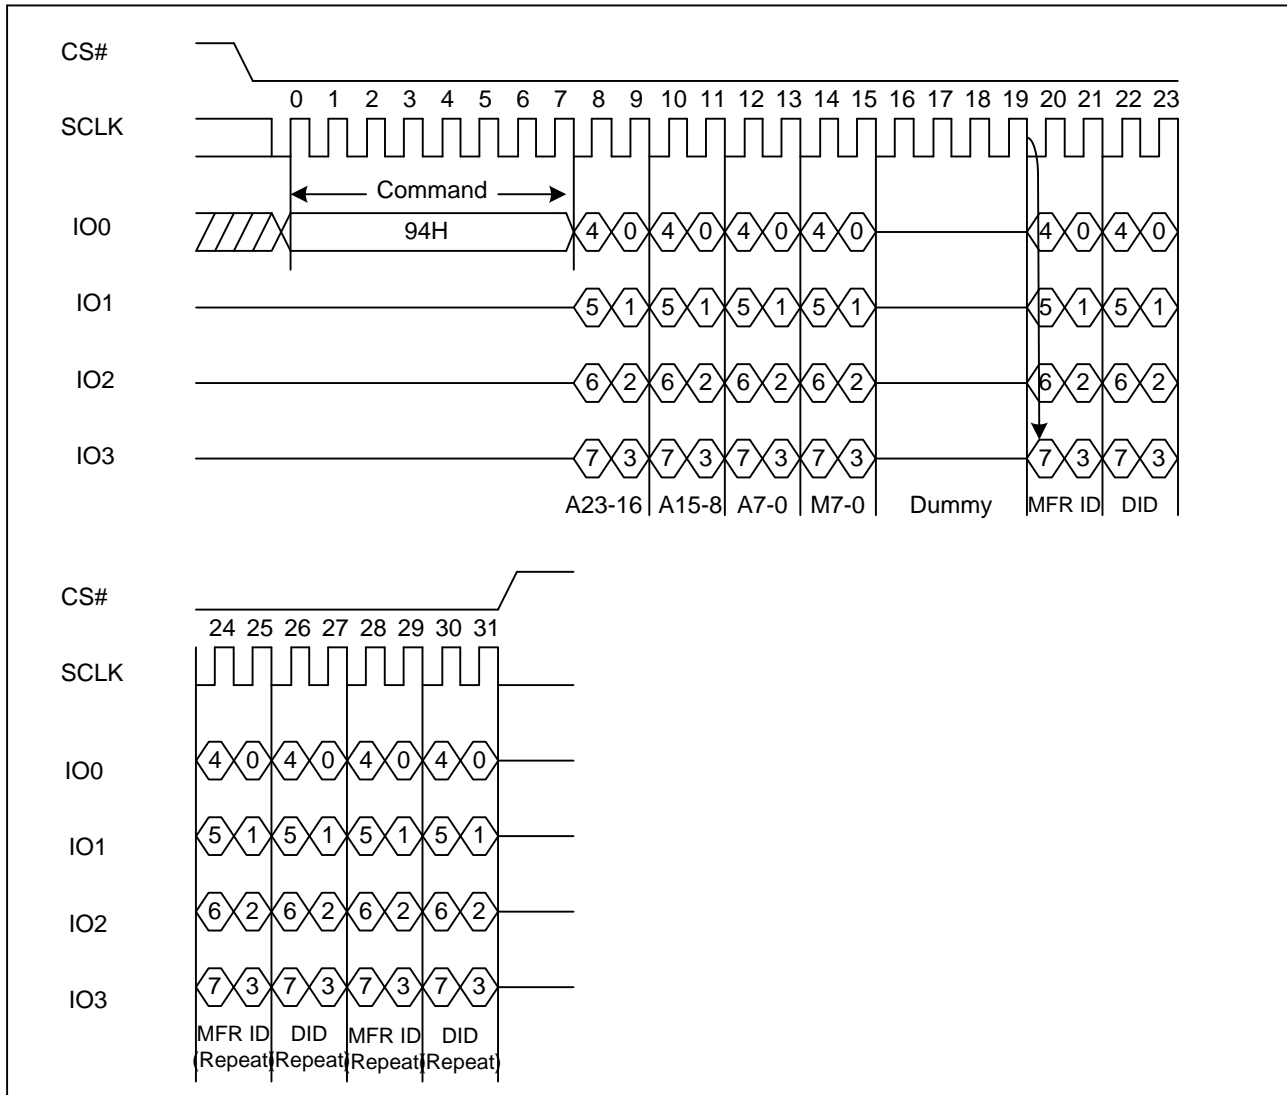 CS#
0 1 2 3 4 5 6 7 8 9 10 11 12 13 14 15 16 17 18 19 20 21 22 23
SCLK
Command
IO0 94H 4 0 4 0 4 0 4 0 4 0 4 0
IO1 5 1 5 1 5 1 5 1 5 1 5 1
IO2 6 2 6 2 6 2 6 2 6 2 6 2
IO3 7 3 7 3 7 3 7 3 7 3 7 3
A23-16 A15-8 A7-0 M7-0 Dummy MFR ID DID
CS#
24 25 26 27 28 29 30 31
SCLK
IO0 4 0 4 0 4 0 4 0
IO1 5 1 5 1 5 1 5 1
IO2 6 2 6 2 6 2 6 2
IO3 7 3 7 3 7 3 7 3
MFR ID DID MFR ID DID
(Repeat) (Repeat) (Repeat) (Repeat)